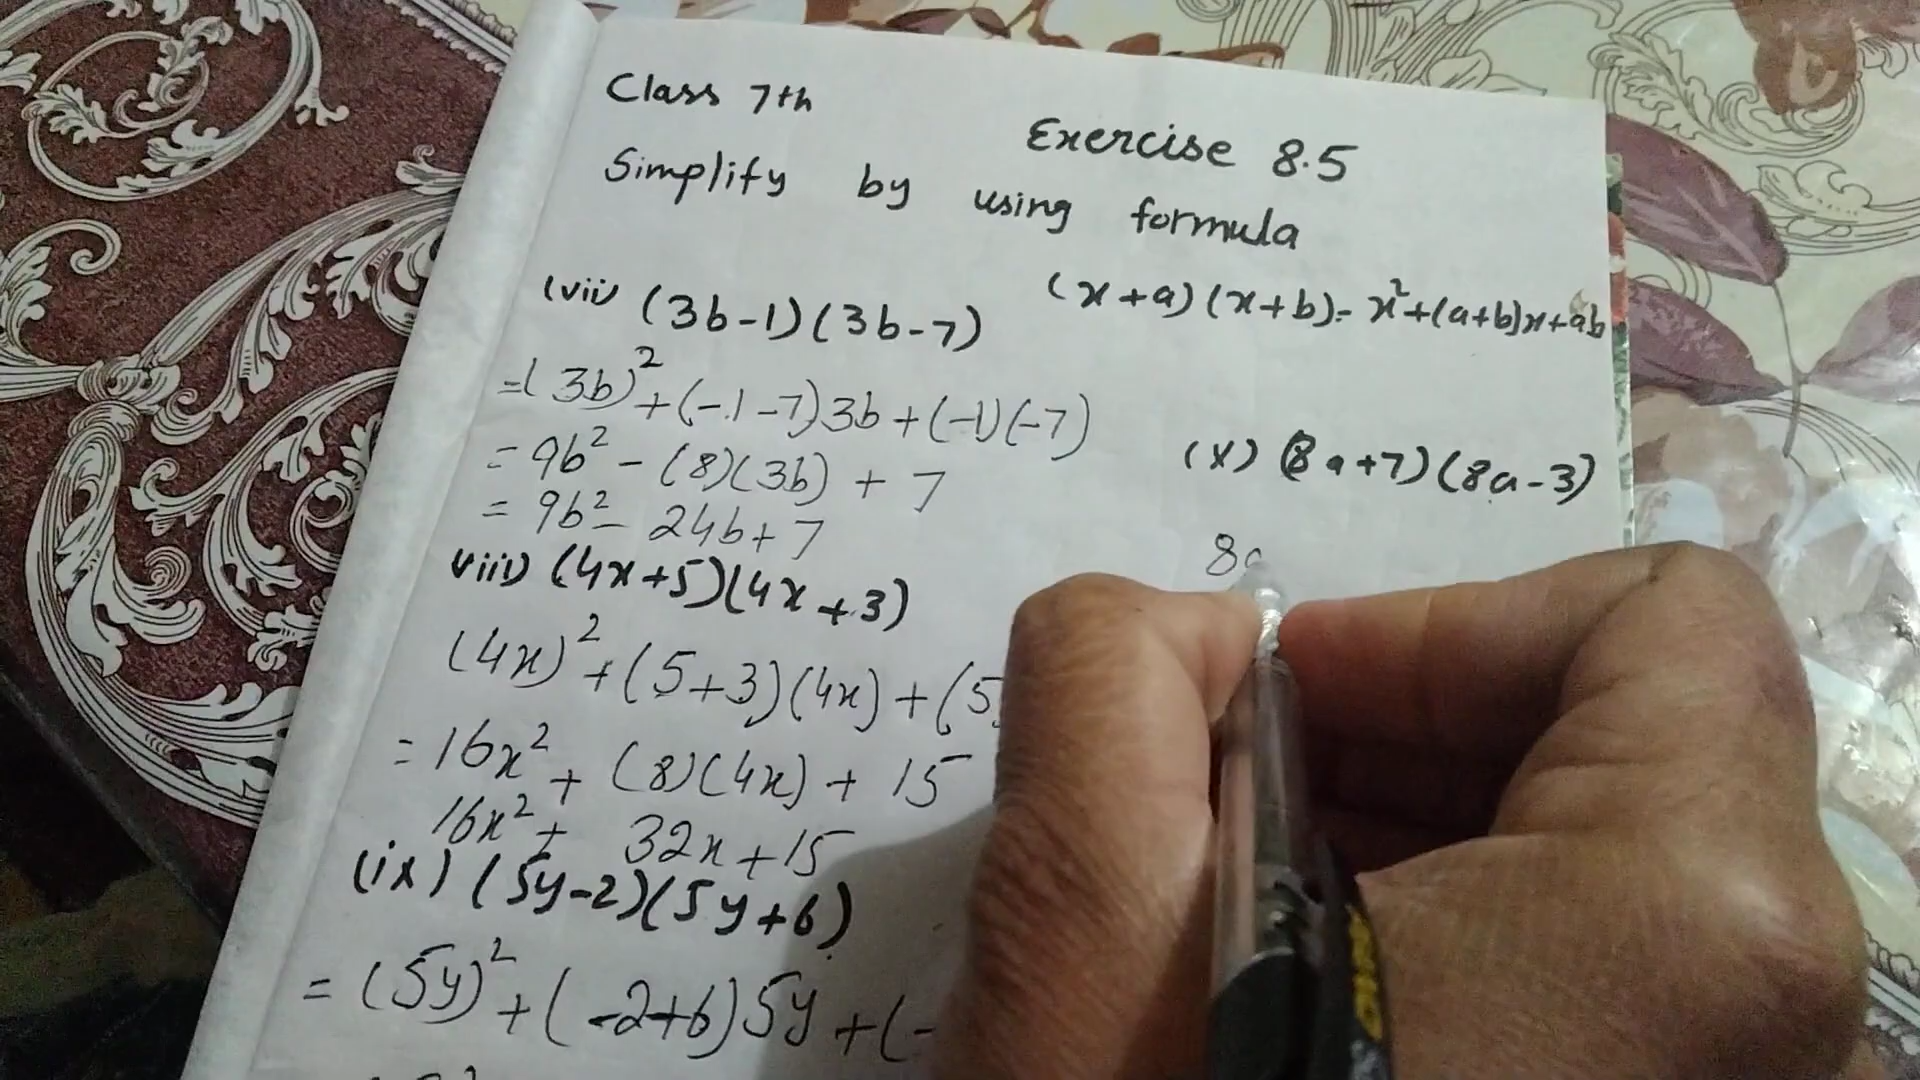 Class 7th
Exercise 8.5
Simplify by using formula
(x+a)(x+b)= x²+(a+b)x+ab
(vii) (3b-1)(3b-7)
=(3b)²+(-1-7)3b+(-1)(-7)
= 9b² - (8)(3b) + 7
= 9b² - 24b+7
viii) (4x+5)(4x+3)
(4x)²+(5+3)(4x)+(5
= 16x² + (8)(4x) + 15
16x² + 32x+15
(ix) (5y-2)(5y+6)
= (5y)²+(-2+6)5y+(-
(x) (8a+7)(8a-3)
8a